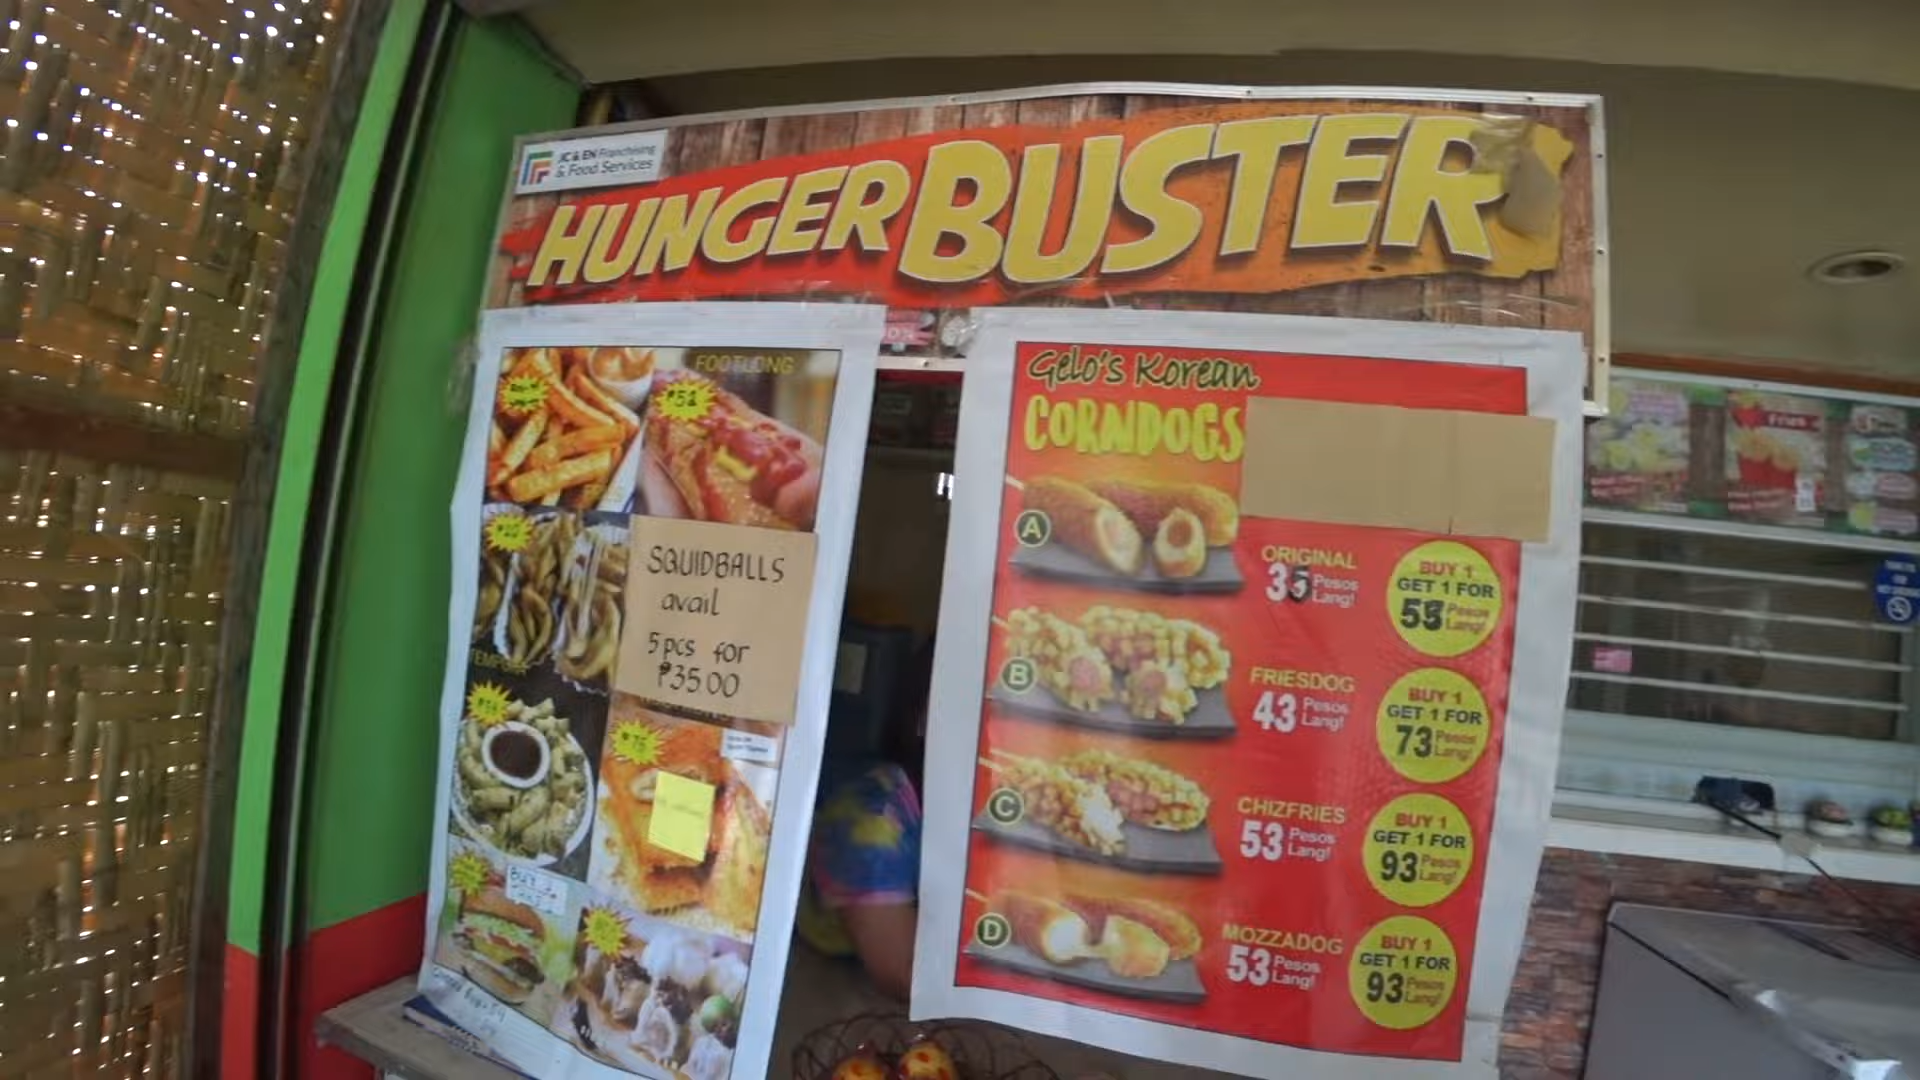 JC & EN Franchising
& Food Services
HUNGER BUSTER
FOOTLONG
SQUIDBALLS
avail
5 pcs for
₱35.00
Gelo's Korean
CORNDOGS
A
ORIGINAL
35 Pesos Lang!
BUY 1
GET 1 FOR
Pesos Lang!
B
FRIESDOG
43 Pesos Lang!
BUY 1
GET 1 FOR
73 Pesos Lang!
C
CHIZFRIES
53 Pesos Lang!
BUY 1
GET 1 FOR
93 Pesos Lang!
D
MOZZADOG
53 Pesos Lang!
BUY 1
GET 1 FOR
93 Pesos Lang!
Fries